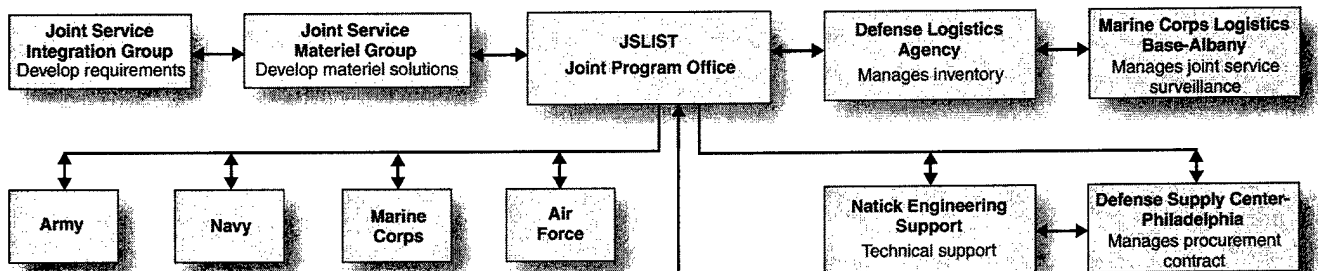 Joint Service
Integration Group
Develop requirements
Joint Service
Materiel Group
Develop materiel solutions
JSLIST
Joint Program Office
Defense Logistics
Agency
Manages inventory
Marine Corps Logistics
Base-Albany
Manages joint service
surveillance
Army
Navy
Marine
Corps
Air
Force
Natick Engineering
Support
Technical support
Defense Supply Center-
Philadelphia
Manages procurement
contract